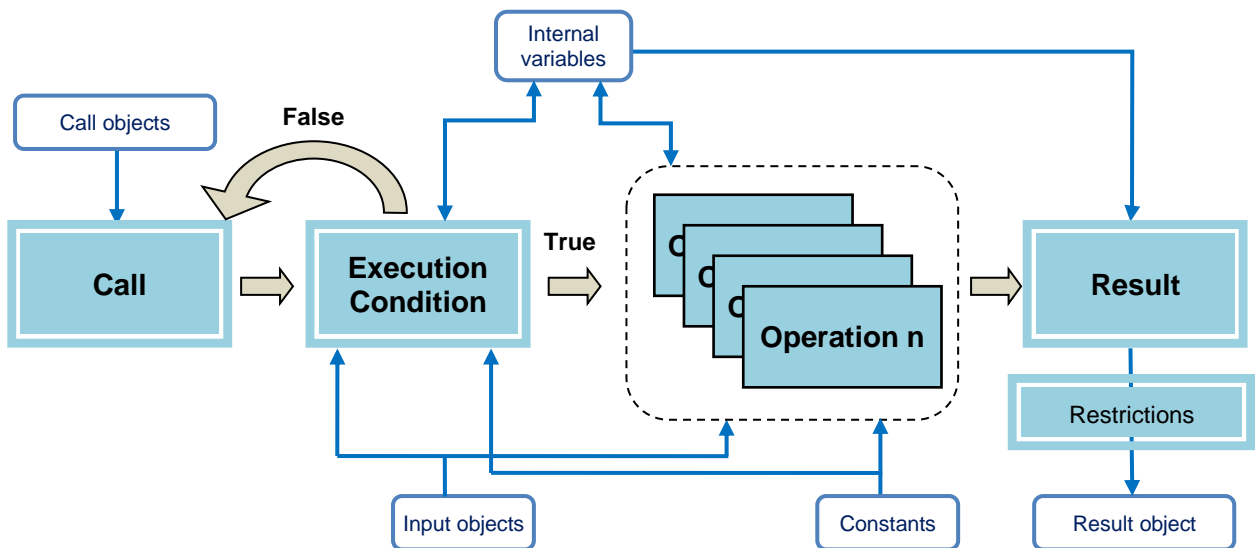 Internal
variables
Call objects
False
Call
Execution
Condition
True
Operation n
Result
Restrictions
Input objects
Constants
Result object